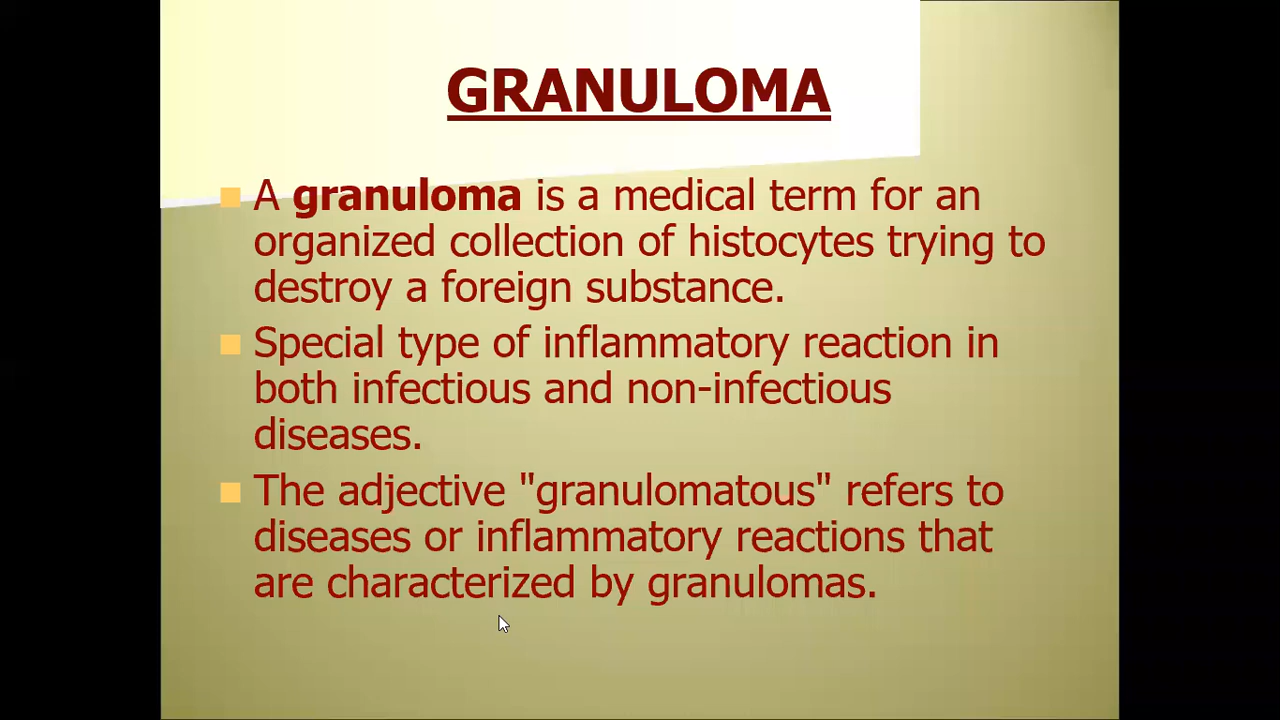 GRANULOMA
A granuloma is a medical term for an
organized collection of histocytes trying to
destroy a foreign substance.
Special type of inflammatory reaction in
both infectious and non-infectious
diseases.
The adjective "granulomatous" refers to
diseases or inflammatory reactions that
are characterized by granulomas.